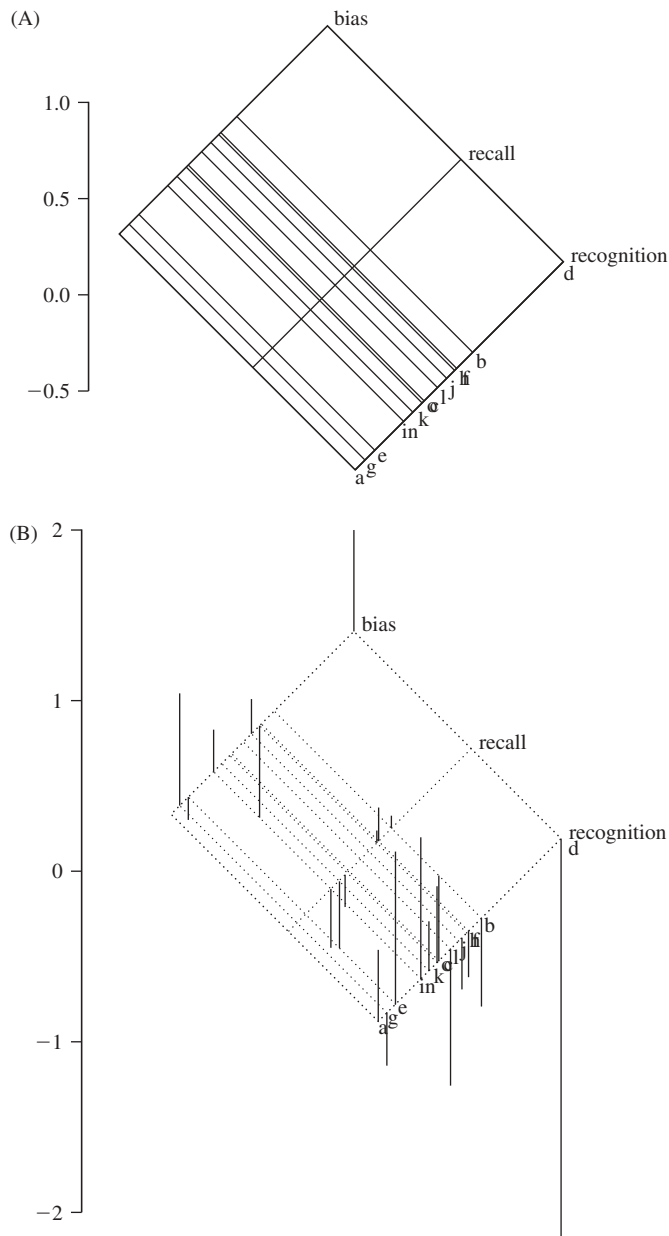 (A)
bias
1.0
recall
0.5
recognition
d
0.0
b
−0.5
j
l
k
in
e
g
a
(B)
2
bias
1
recall
recognition
d
0
b
j
l
k
in
e
g
a
−1
−2